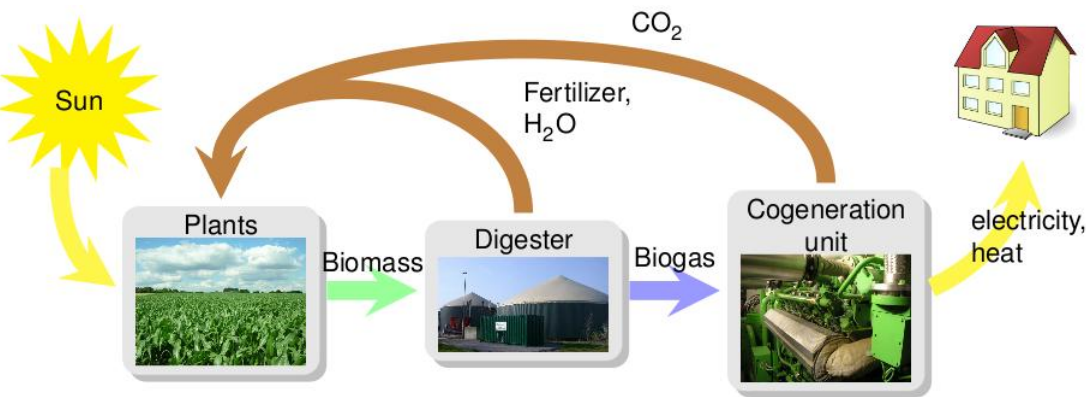 CO₂
Sun
Fertilizer,
H₂O
Plants
Biomass
Digester
Biogas
Cogeneration
unit
electricity,
heat